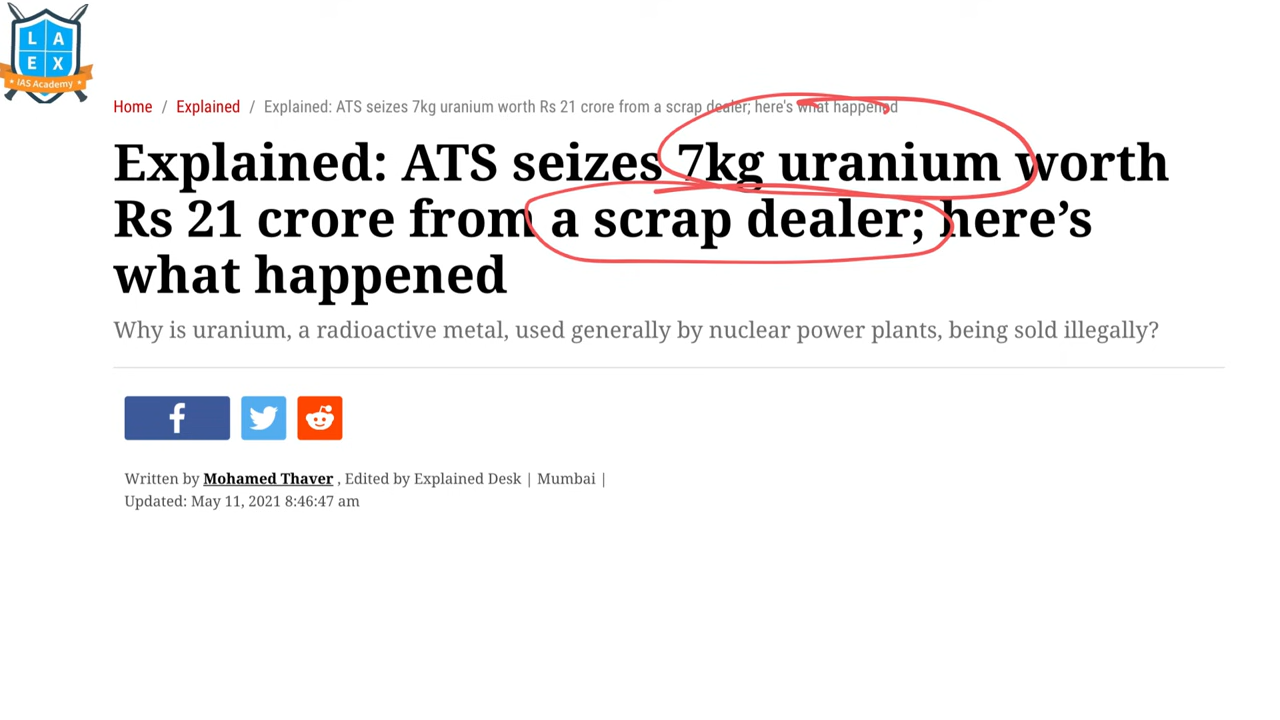 L A
E X
IAS Academy
Home / Explained / Explained: ATS seizes 7kg uranium worth Rs 21 crore from a scrap dealer; here's what happened
Explained: ATS seizes 7kg uranium worth
Rs 21 crore from a scrap dealer; here’s
what happened
Why is uranium, a radioactive metal, used generally by nuclear power plants, being sold illegally?
Written by Mohamed Thaver , Edited by Explained Desk | Mumbai |
Updated: May 11, 2021 8:46:47 am